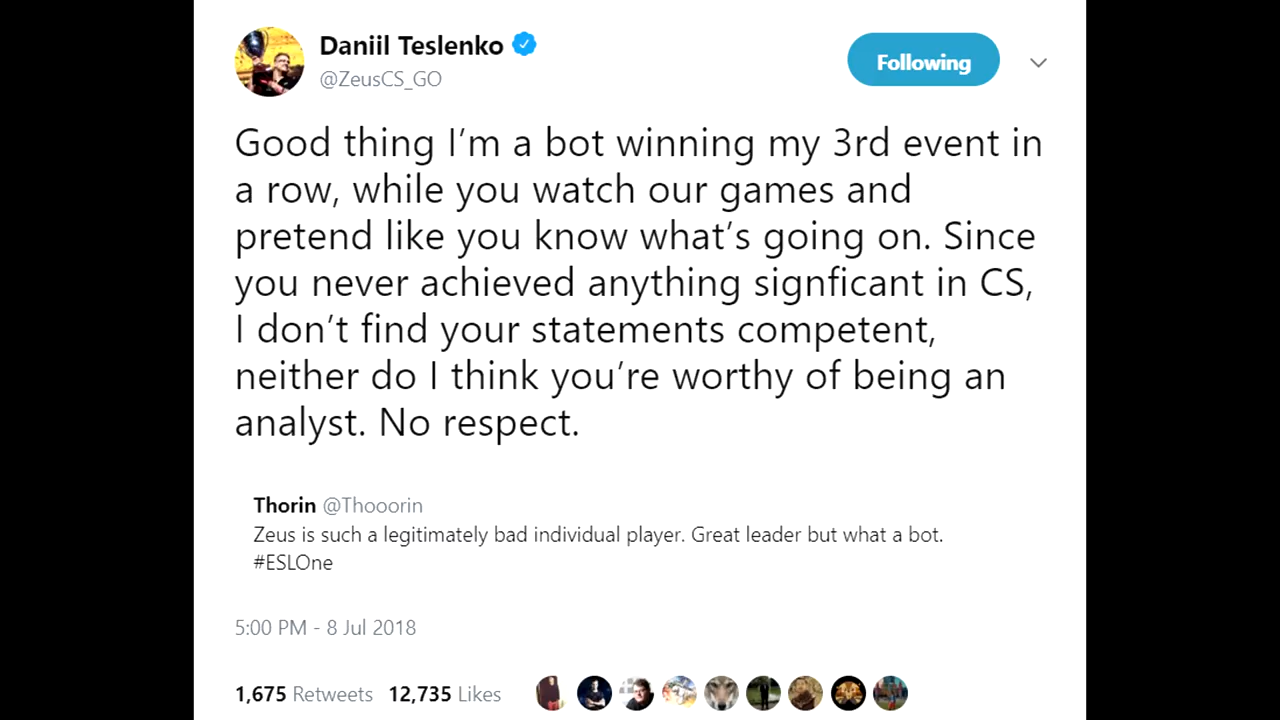 Daniil Teslenko
@ZeusCS_GO
Following
Good thing I’m a bot winning my 3rd event in
a row, while you watch our games and
pretend like you know what’s going on. Since
you never achieved anything signficant in CS,
I don’t find your statements competent,
neither do I think you’re worthy of being an
analyst. No respect.
Thorin @Thooorin
Zeus is such a legitimately bad individual player. Great leader but what a bot.
#ESLOne
5:00 PM - 8 Jul 2018
1,675 Retweets 12,735 Likes